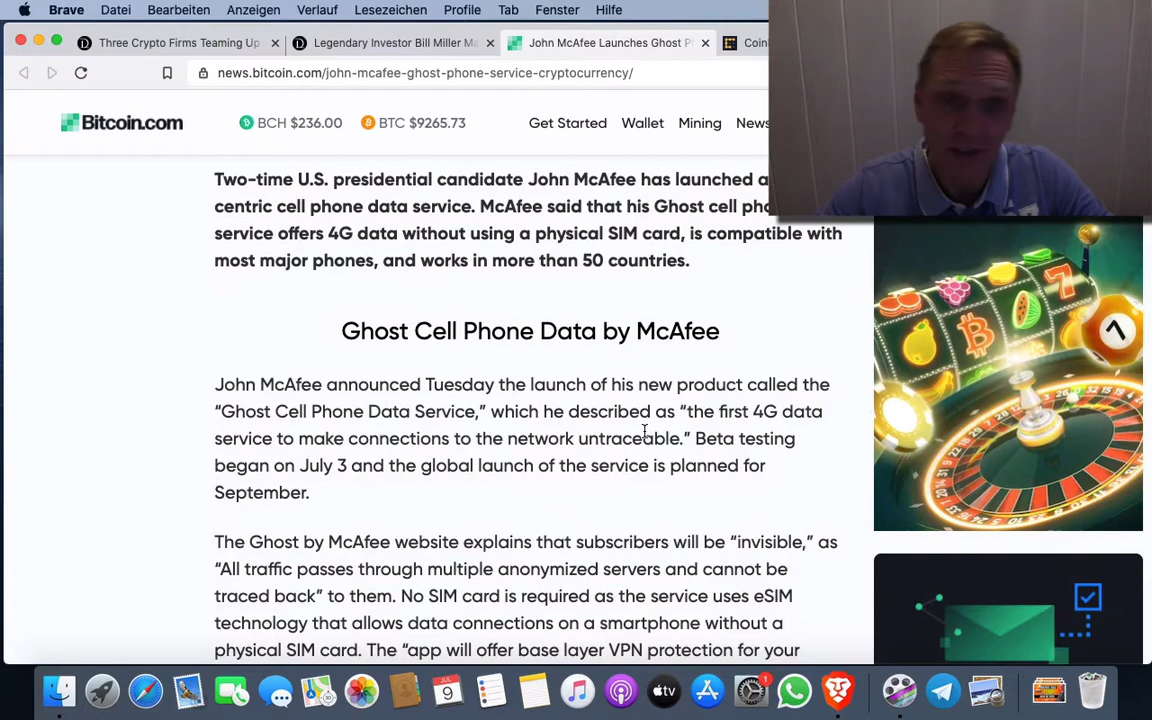 Brave Datei Bearbeiten Anzeigen Verlauf Lesezeichen Profile Tab Fenster Hilfe
Three Crypto Firms Teaming Up Legendary Investor Bill Miller Ma John McAfee Launches Ghost P Coin
news.bitcoin.com/john-mcafee-ghost-phone-service-cryptocurrency/
Bitcoin.com BCH $236.00 BTC $9265.73 Get Started Wallet Mining News
Two-time U.S. presidential candidate John McAfee has launched a
centric cell phone data service. McAfee said that his Ghost cell pho
service offers 4G data without using a physical SIM card, is compatible with
most major phones, and works in more than 50 countries.
Ghost Cell Phone Data by McAfee
John McAfee announced Tuesday the launch of his new product called the
“Ghost Cell Phone Data Service,” which he described as “the first 4G data
service to make connections to the network untraceable.” Beta testing
began on July 3 and the global launch of the service is planned for
September.
The Ghost by McAfee website explains that subscribers will be “invisible,” as
“All traffic passes through multiple anonymized servers and cannot be
traced back” to them. No SIM card is required as the service uses eSIM
technology that allows data connections on a smartphone without a
physical SIM card. The “app will offer base layer VPN protection for your
7
JUL
9
tv
1